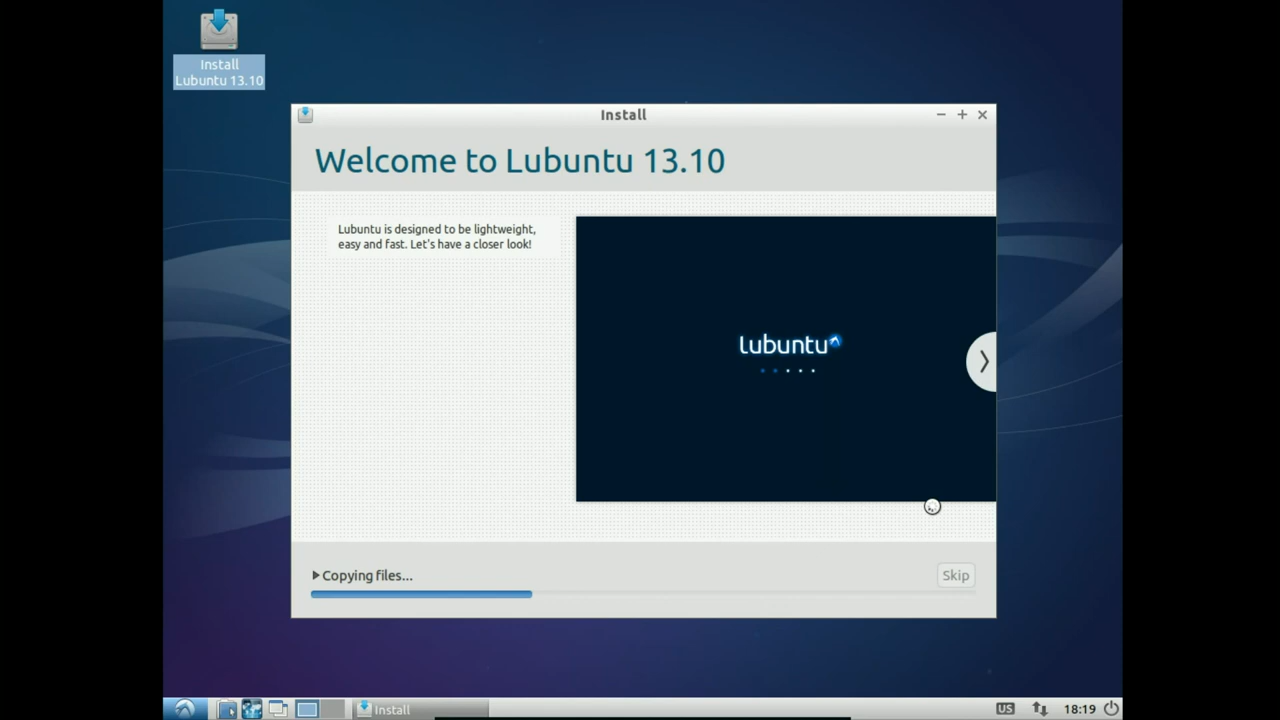 Install
Lubuntu 13.10
Install
Welcome to Lubuntu 13.10
Lubuntu is designed to be lightweight,
easy and fast. Let's have a closer look!
lubuntu
Copying files...
Skip
Install
US
18:19